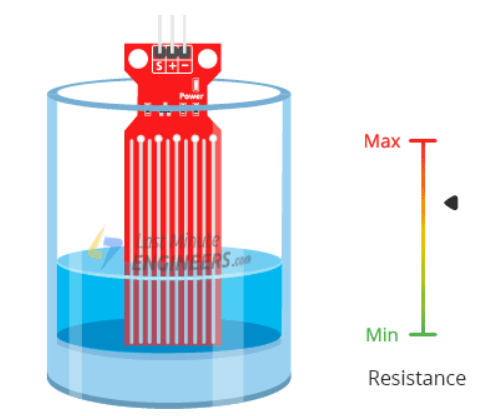 S + −
Power
Last Minute
ENGINEERS.com
Max
Min
Resistance